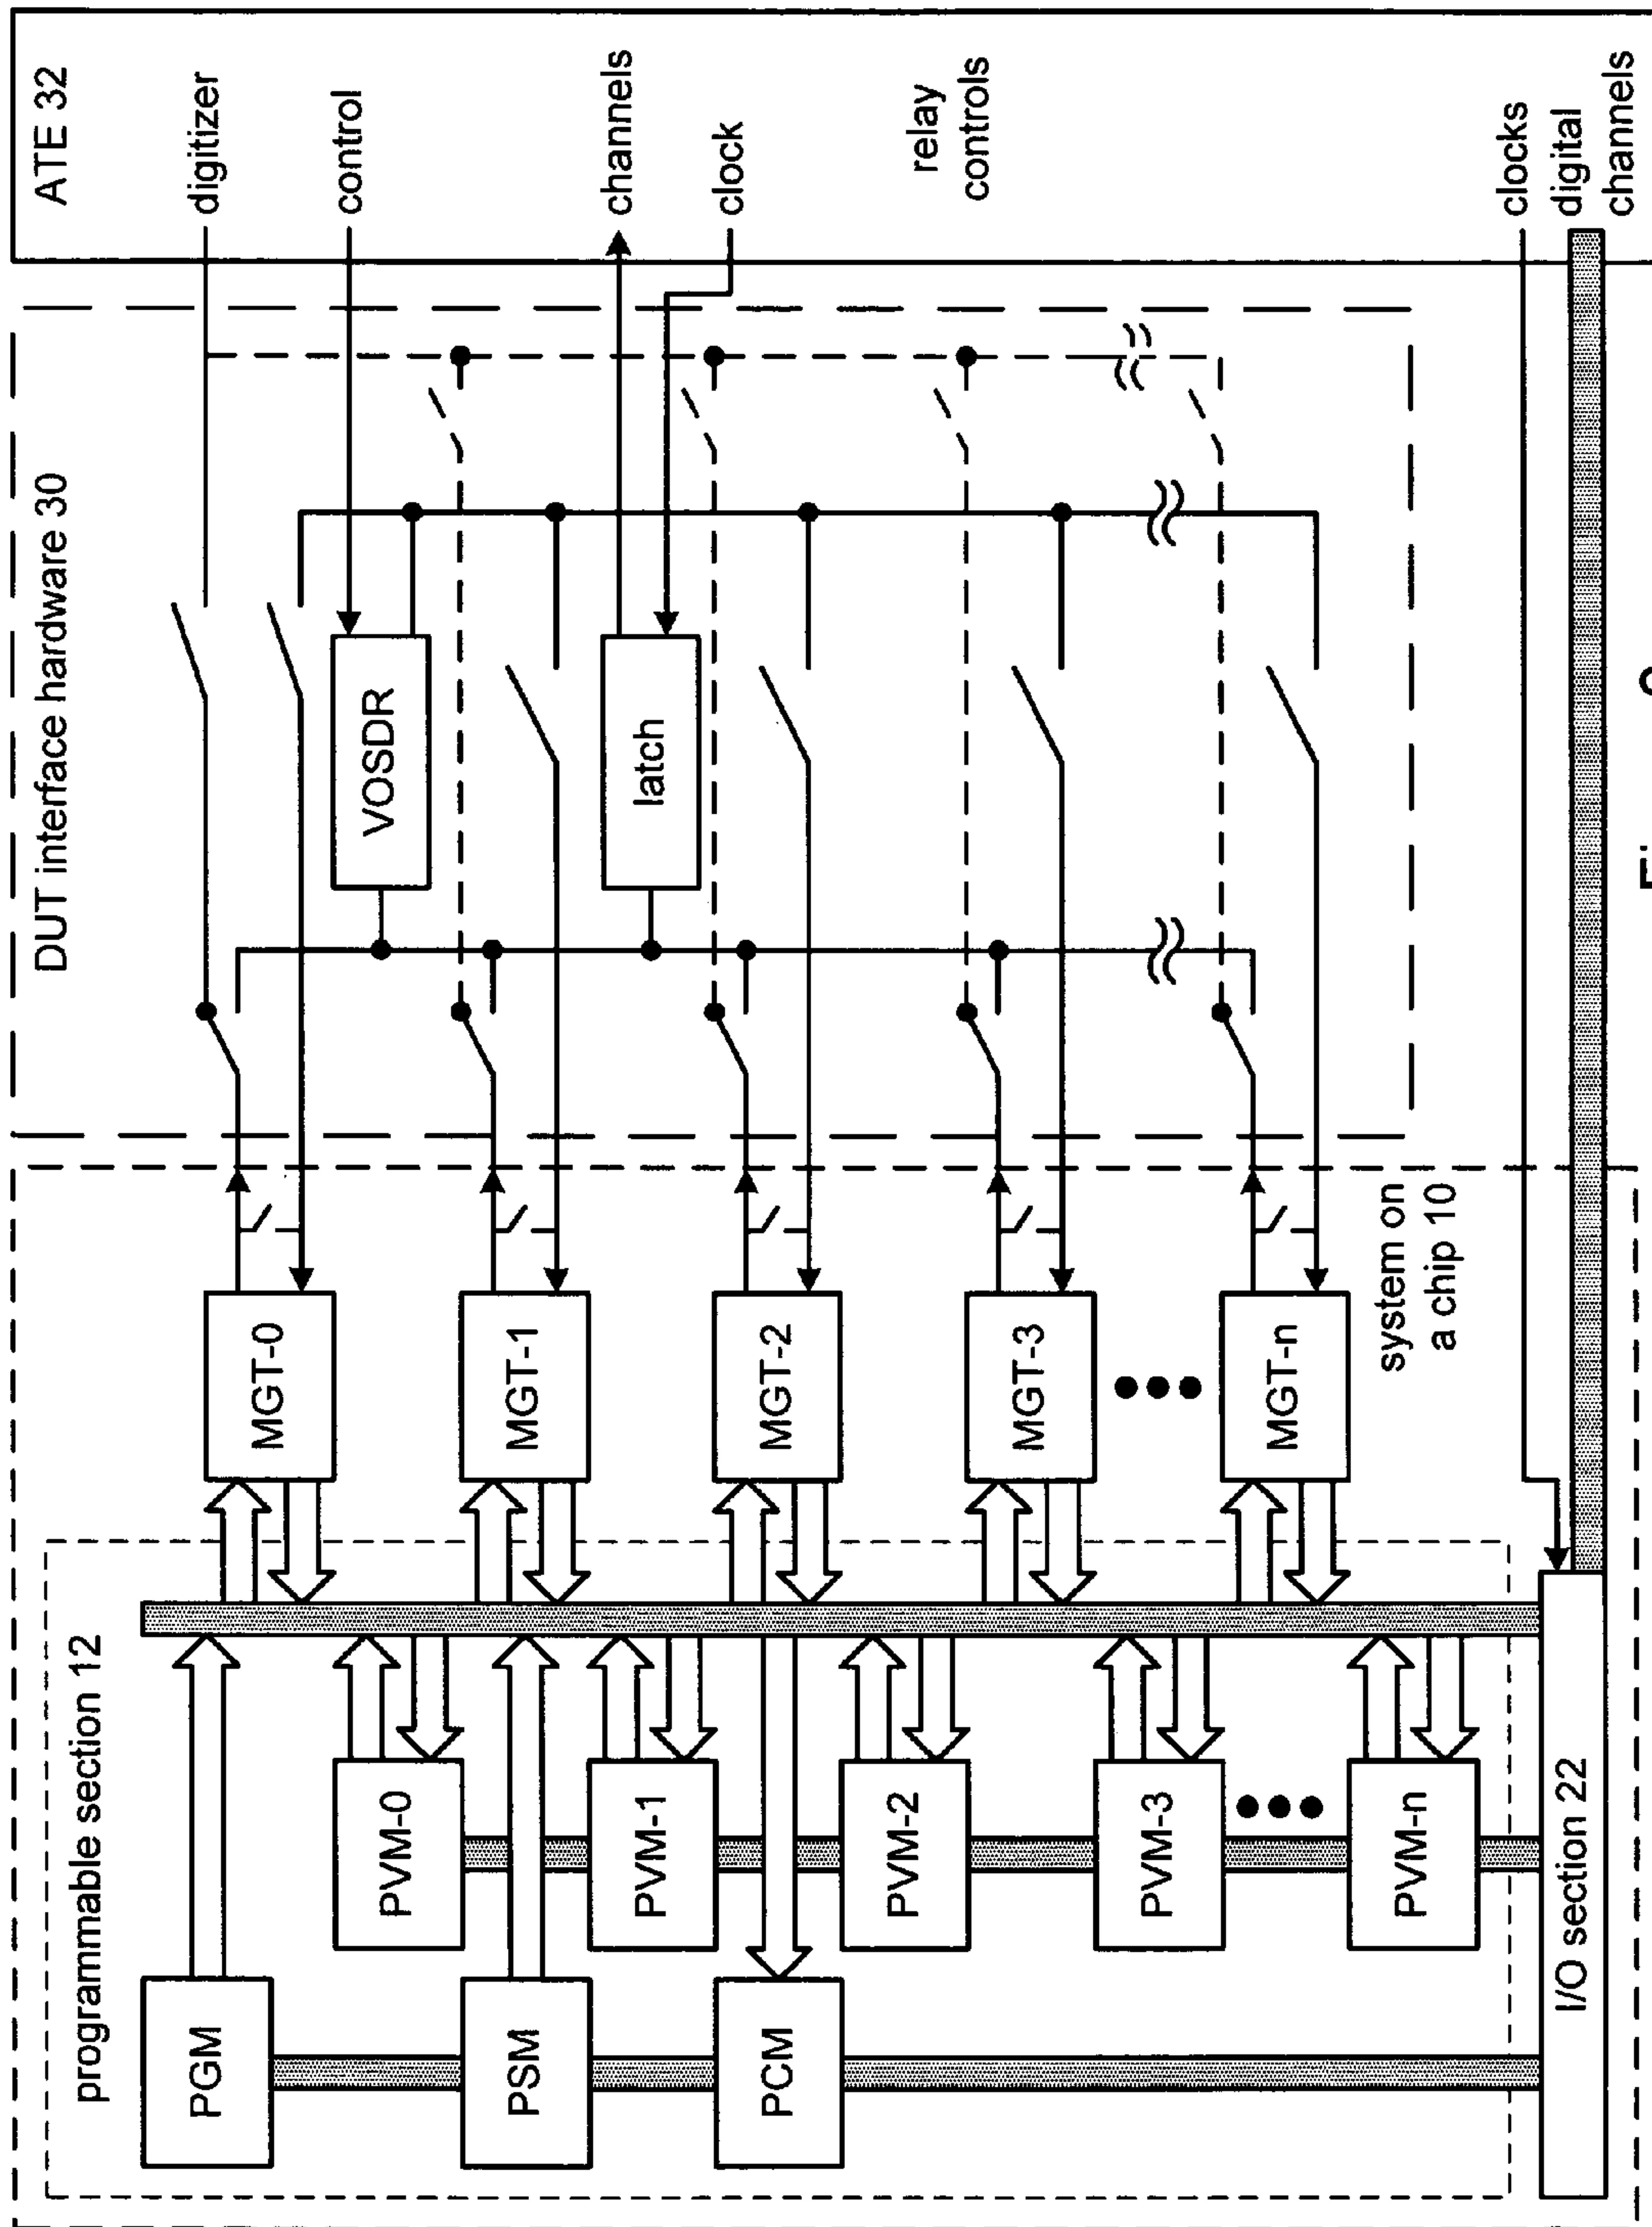 ATE 32
digitizer
control
channels
clock
relay
controls
clocks
digital
channels
DUT interface hardware 30
VOSDR
latch
MGT-0
MGT-1
MGT-2
MGT-3
MGT-n
system on
a chip 10
programmable section 12
PVM-0
PVM-1
PVM-2
PVM-3
PVM-n
PGM
PSM
PCM
I/O section 22